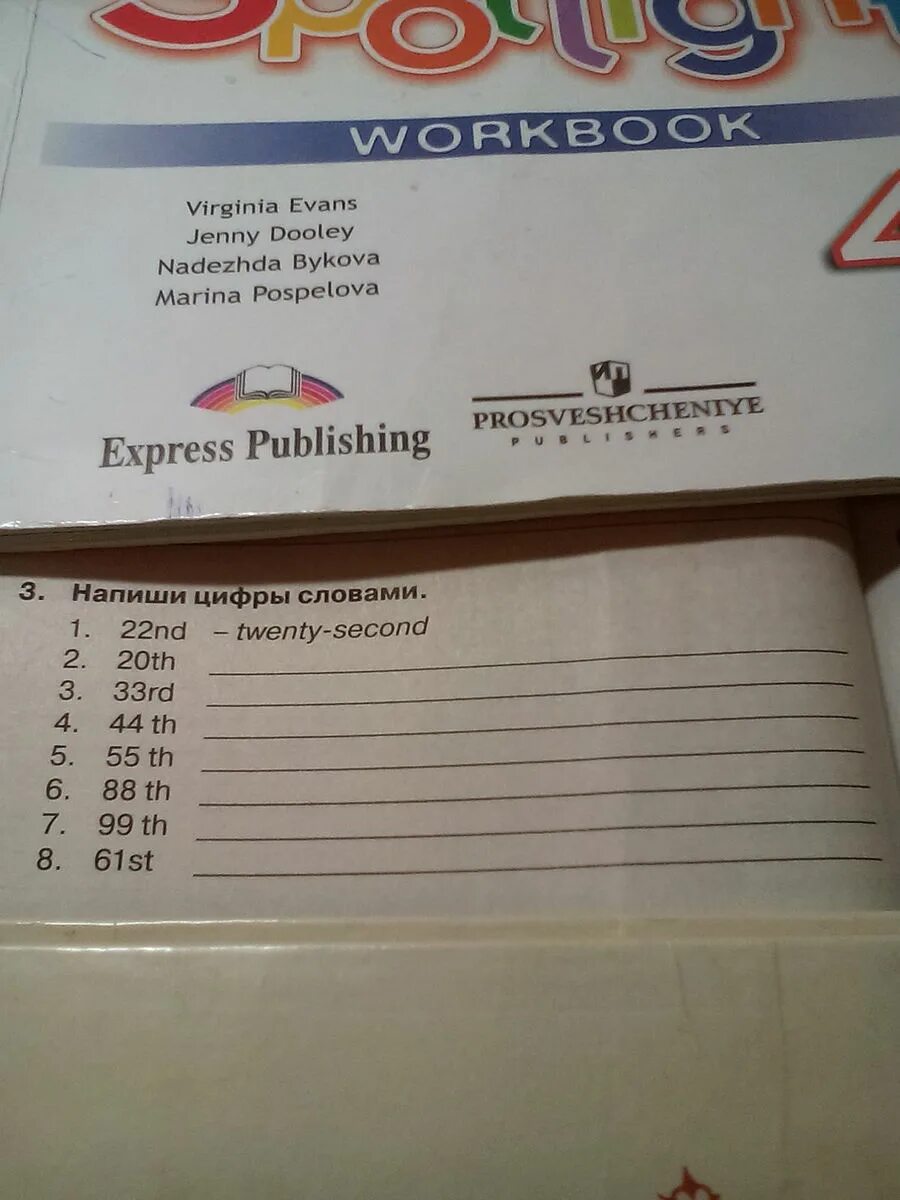 WORKBOOK
4
Virginia Evans
Jenny Dooley
Nadezhda Bykova
Marina Pospelova
Express Publishing
PROSVESHCHENIYE
PUBLISHERS
3. Напиши цифры словами.
1. 22nd – twenty-second
2. 20th
3. 33rd
4. 44 th
5. 55 th
6. 88 th
7. 99 th
8. 61st